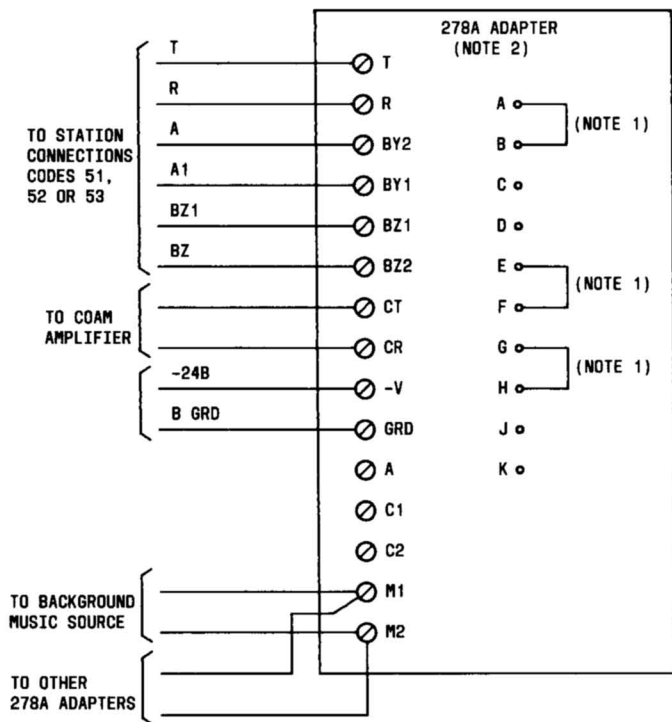 278A ADAPTER
(NOTE 2)
TO STATION
CONNECTIONS
CODES 51,
52 OR 53
T
R
A
A1
BZ1
BZ
TO COAM
AMPLIFIER
-24B
B GRD
TO BACKGROUND
MUSIC SOURCE
TO OTHER
278A ADAPTERS
T
R
BY2
BY1
BZ1
BZ2
CT
CR
-V
GRD
A
C1
C2
M1
M2
A
B
C
D
E
F
G
H
J
K
(NOTE 1)
(NOTE 1)
(NOTE 1)